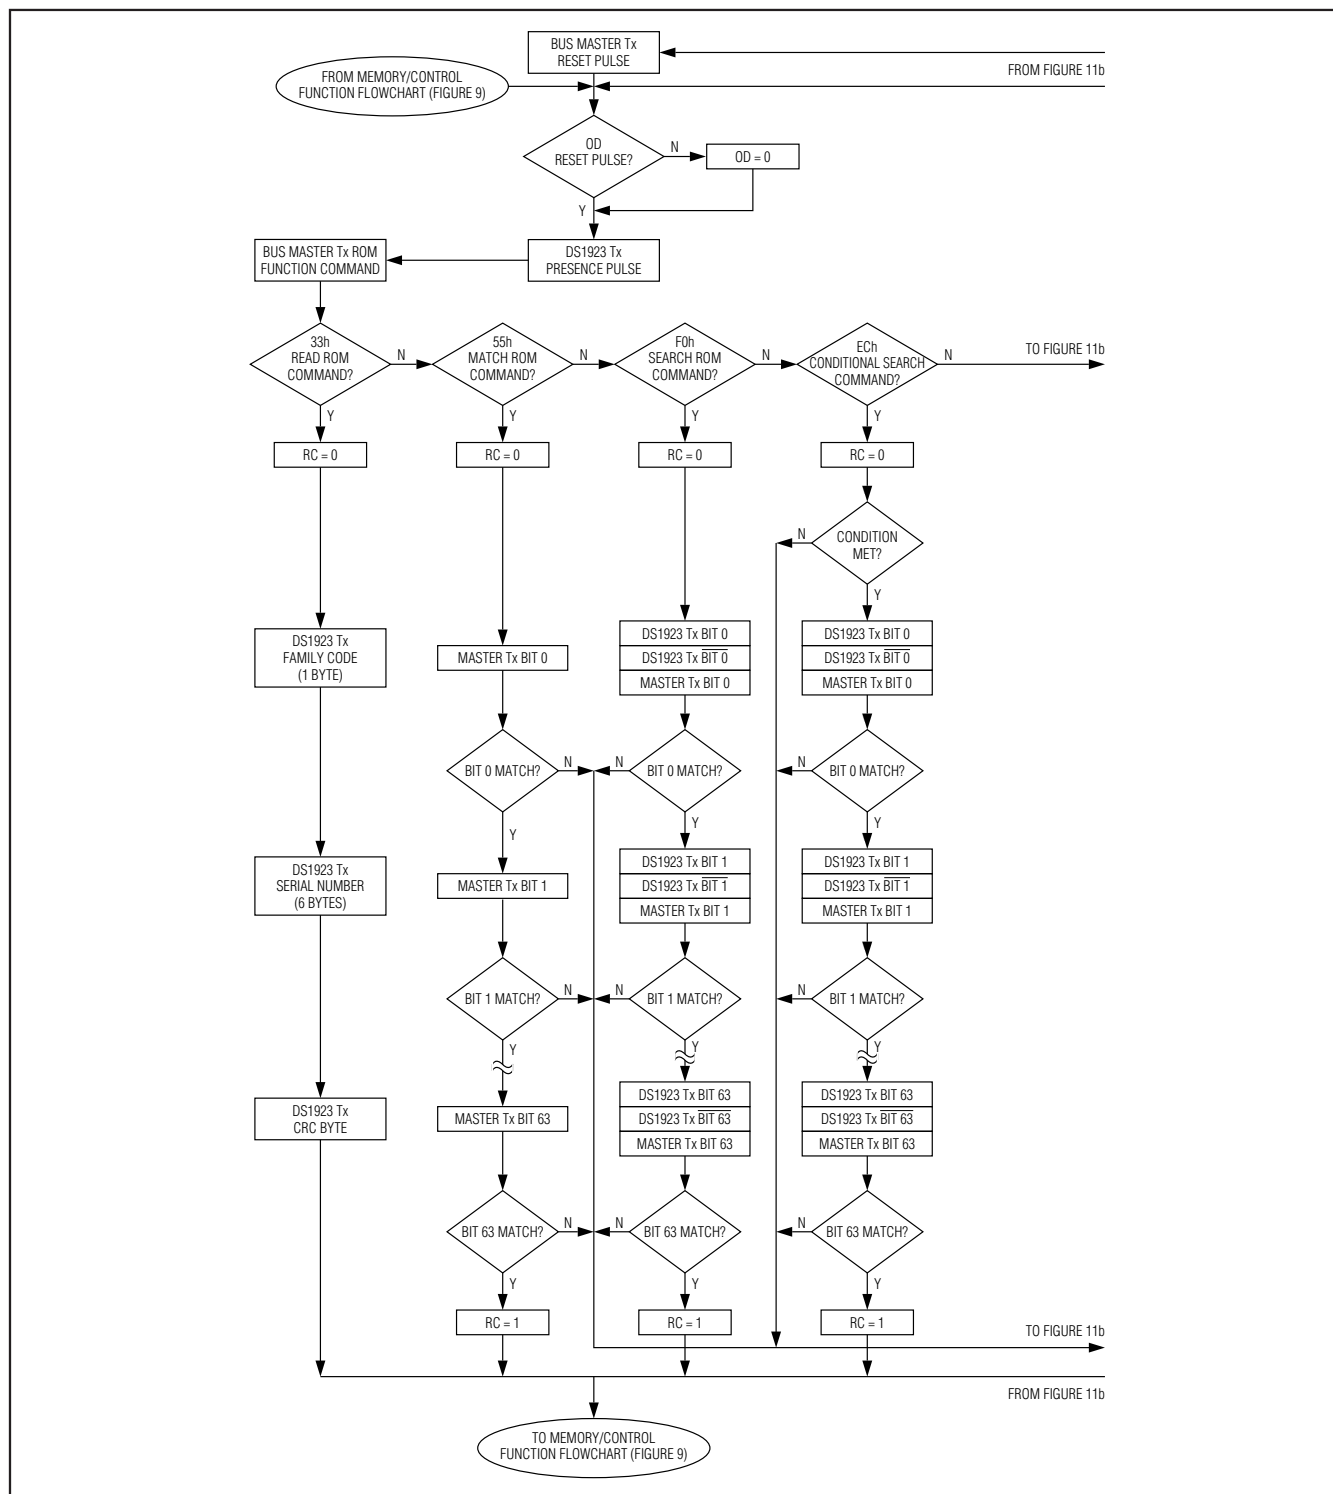 BUS MASTER Tx
RESET PULSE
FROM FIGURE 11b
FROM MEMORY/CONTROL
FUNCTION FLOWCHART (FIGURE 9)
OD
RESET PULSE?
N
OD = 0
Y
BUS MASTER Tx ROM
FUNCTION COMMAND
DS1923 Tx
PRESENCE PULSE
33h
READ ROM
COMMAND?
N
55h
MATCH ROM
COMMAND?
N
F0h
SEARCH ROM
COMMAND?
N
ECh
CONDITIONAL SEARCH
COMMAND?
N
TO FIGURE 11b
Y
Y
Y
Y
RC = 0
RC = 0
RC = 0
RC = 0
N
CONDITION
MET?
Y
DS1923 Tx
FAMILY CODE
(1 BYTE)
MASTER Tx BIT 0
DS1923 Tx BIT 0
DS1923 Tx B̅I̅T̅ ̅0̅
MASTER Tx BIT 0
DS1923 Tx BIT 0
DS1923 Tx B̅I̅T̅ ̅0̅
MASTER Tx BIT 0
BIT 0 MATCH?
N
N
BIT 0 MATCH?
N
BIT 0 MATCH?
Y
Y
Y
DS1923 Tx
SERIAL NUMBER
(6 BYTES)
MASTER Tx BIT 1
DS1923 Tx BIT 1
DS1923 Tx B̅I̅T̅ ̅1̅
MASTER Tx BIT 1
DS1923 Tx BIT 1
DS1923 Tx B̅I̅T̅ ̅1̅
MASTER Tx BIT 1
BIT 1 MATCH?
N
N
BIT 1 MATCH?
N
BIT 1 MATCH?
Y
Y
Y
DS1923 Tx
CRC BYTE
MASTER Tx BIT 63
DS1923 Tx BIT 63
DS1923 Tx B̅I̅T̅ ̅6̅3̅
MASTER Tx BIT 63
DS1923 Tx BIT 63
DS1923 Tx B̅I̅T̅ ̅6̅3̅
MASTER Tx BIT 63
BIT 63 MATCH?
N
N
BIT 63 MATCH?
N
BIT 63 MATCH?
Y
Y
Y
RC = 1
RC = 1
RC = 1
TO FIGURE 11b
FROM FIGURE 11b
TO MEMORY/CONTROL
FUNCTION FLOWCHART (FIGURE 9)